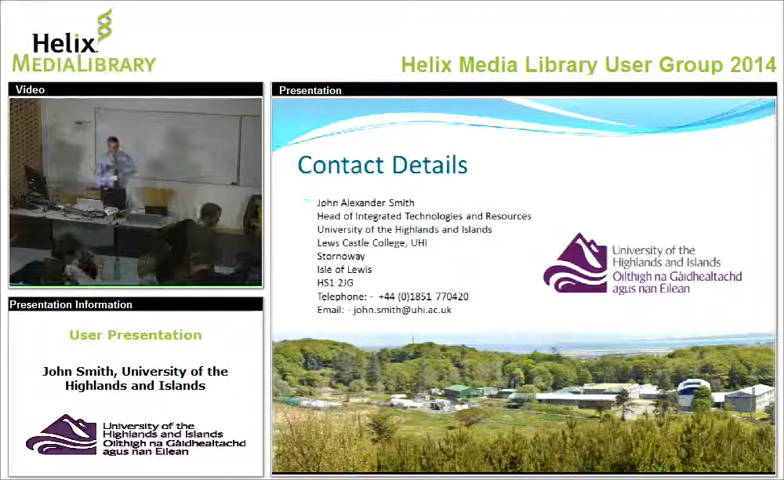 Helix
MEDIALIBRARY
Helix Media Library User Group 2014
Video
Presentation
Contact Details
John Alexander Smith
Head of Integrated Technologies and Resources
University of the Highlands and Islands
Lews Castle College, UHI
Stornoway
Isle of Lewis
HS1 2JG
Telephone: - +44 (0)1851 770420
Email: - john.smith@uhi.ac.uk
University of the
Highlands and Islands
Oilthigh na Gàidhealtachd
agus nan Eilean
Presentation Information
User Presentation
John Smith, University of the
Highlands and Islands
University of the
Highlands and Islands
Oilthigh na Gàidhealtachd
agus nan Eilean